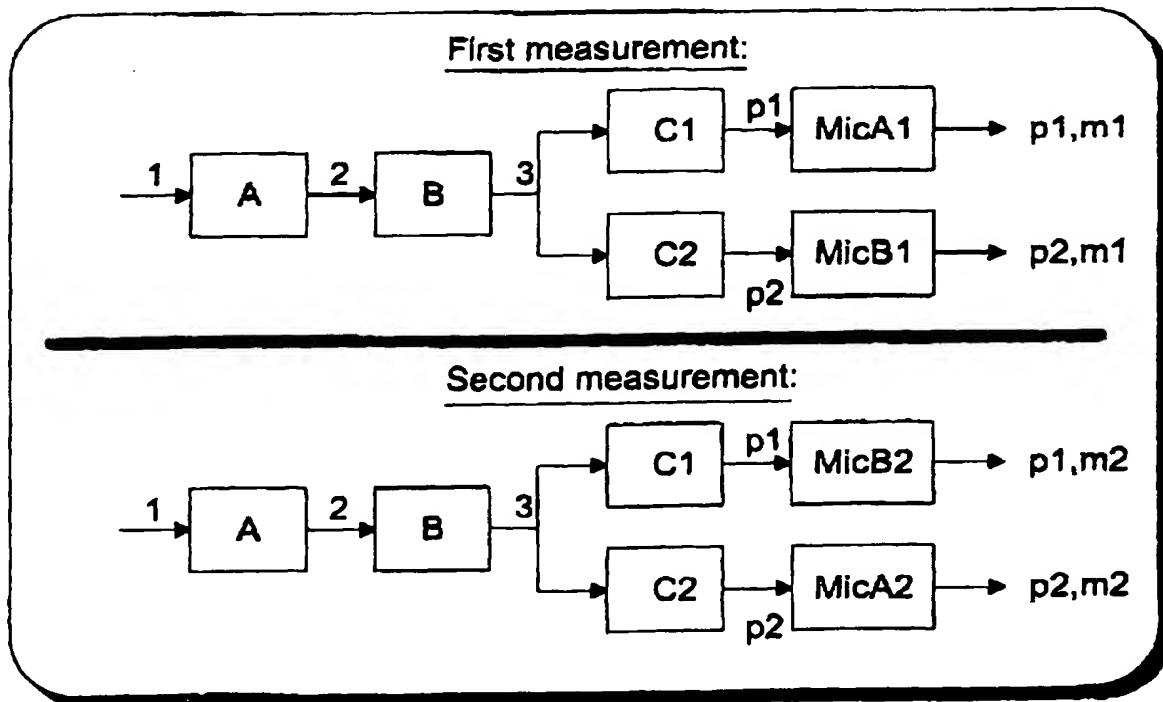 First measurement:
C1 p1 MicA1 p1,m1
1 A 2 B 3
C2 p2 MicB1 p2,m1
Second measurement:
C1 p1 MicB2 p1,m2
1 A 2 B 3
C2 p2 MicA2 p2,m2